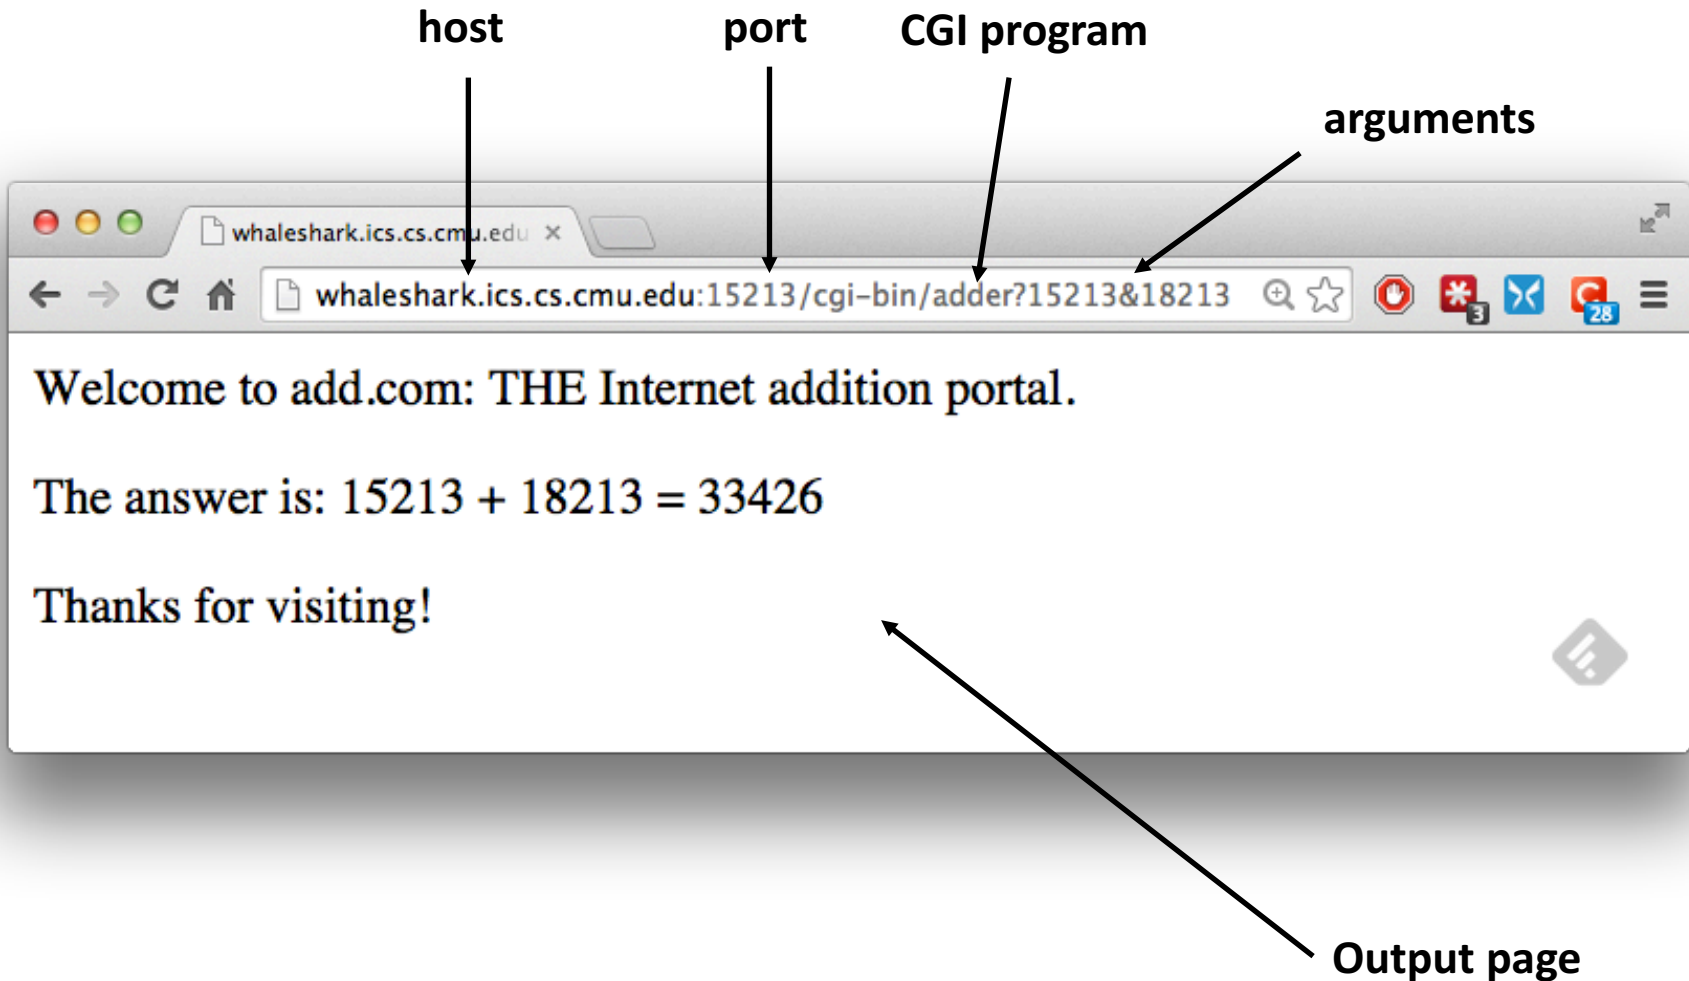 host port CGI program
arguments
whaleshark.ics.cs.cmu.edu
whaleshark.ics.cs.cmu.edu:15213/cgi-bin/adder?15213&18213
3
28
Welcome to add.com: THE Internet addition portal.
The answer is: 15213 + 18213 = 33426
Thanks for visiting!
Output page